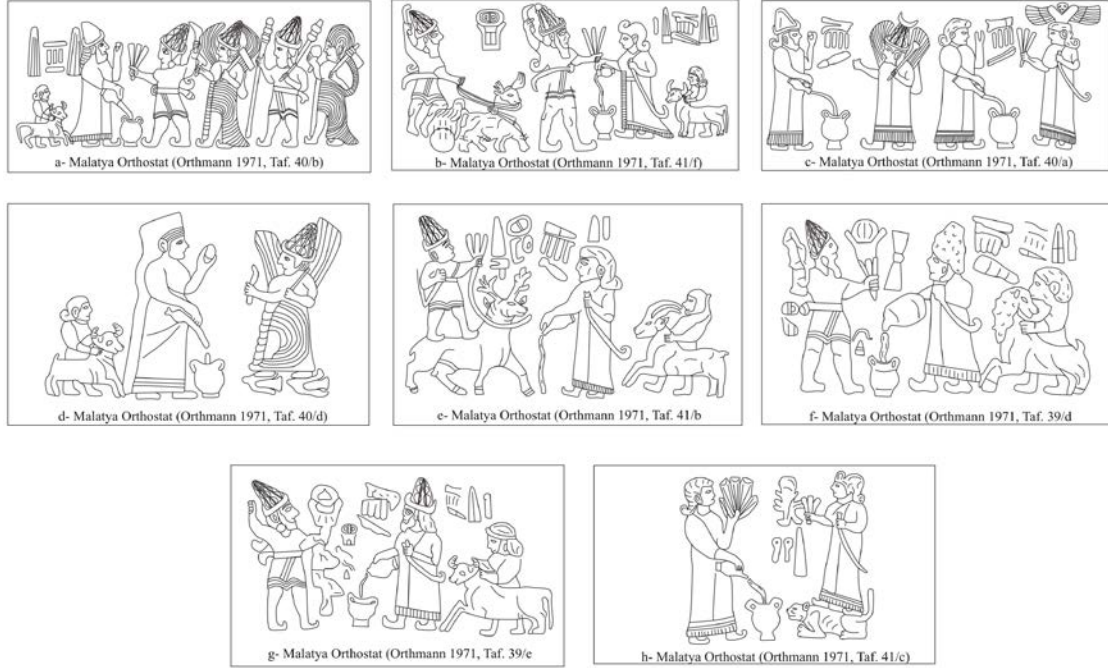 a- Malatya Orthostat (Orthmann 1971, Taf. 40/b)
b- Malatya Orthostat (Orthmann 1971, Taf. 41/f)
c- Malatya Orthostat (Orthmann 1971, Taf. 40/a)
d- Malatya Orthostat (Orthmann 1971, Taf. 40/d)
e- Malatya Orthostat (Orthmann 1971, Taf. 41/b
f- Malatya Orthostat (Orthmann 1971, Taf. 39/d
g- Malatya Orthostat (Orthmann 1971, Taf. 39/e
h- Malatya Orthostat (Orthmann 1971, Taf. 41/c)